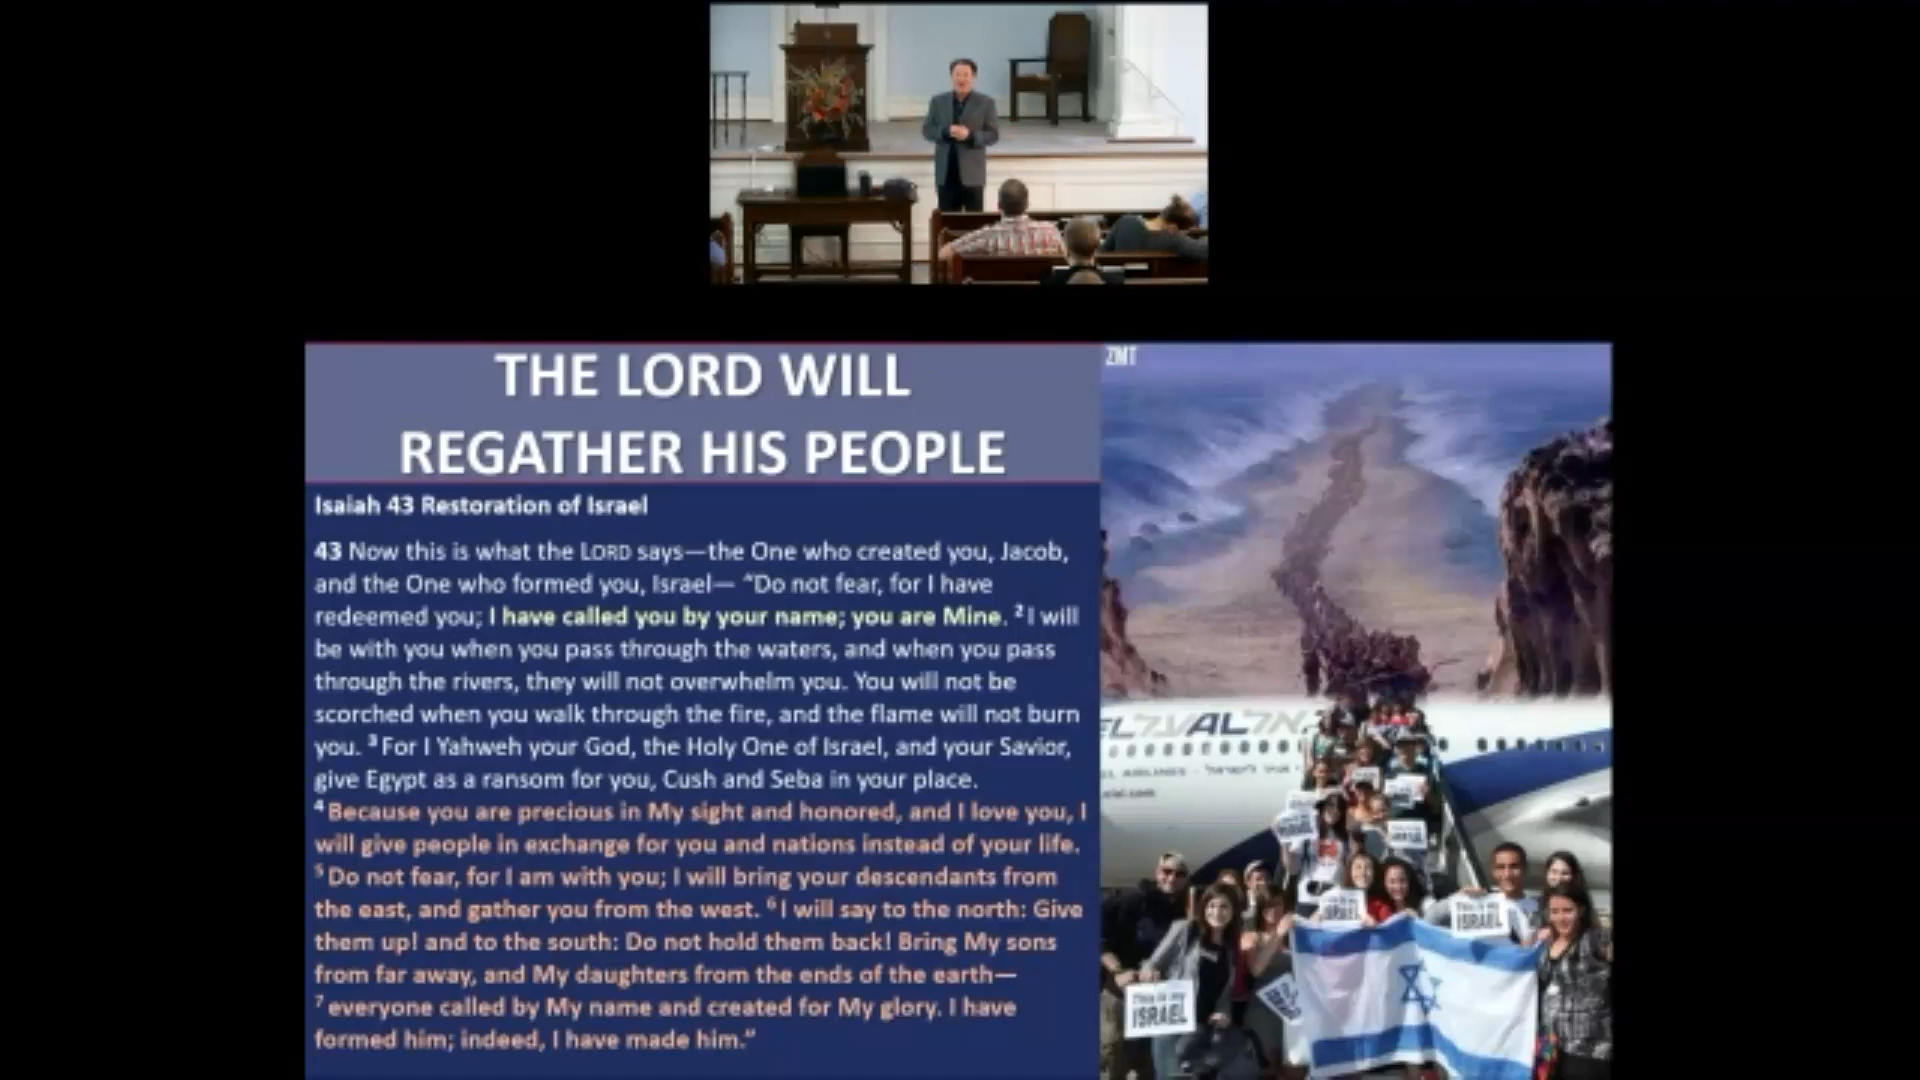 THE LORD WILL
REGATHER HIS PEOPLE
Isaiah 43 Restoration of Israel
43 Now this is what the LORD says—the One who created you, Jacob,
and the One who formed you, Israel— "Do not fear, for I have
redeemed you; I have called you by your name; you are Mine. 2 I will
be with you when you pass through the waters, and when you pass
through the rivers, they will not overwhelm you. You will not be
scorched when you walk through the fire, and the flame will not burn
you. 3 For I Yahweh your God, the Holy One of Israel, and your Savior,
give Egypt as a ransom for you, Cush and Seba in your place.
4 Because you are precious in My sight and honored, and I love you, I
will give people in exchange for you and nations instead of your life.
5 Do not fear, for I am with you; I will bring your descendants from
the east, and gather you from the west. 6 I will say to the north: Give
them up! and to the south: Do not hold them back! Bring My sons
from far away, and My daughters from the ends of the earth—
7 everyone called by My name and created for My glory. I have
formed him; indeed, I have made him."
ZMT
EL אל AL אל
AIRLINES
This is my
ISRAEL
This is my
ISRAEL
ISRAEL
ISRAEL